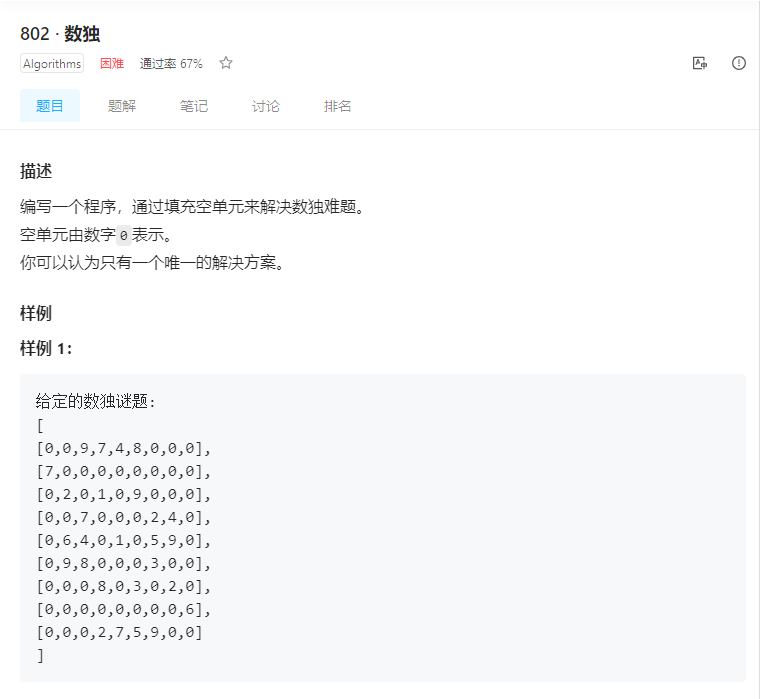 802 · 数独
Algorithms 困难 通过率 67%
题目 题解 笔记 讨论 排名
描述
编写一个程序，通过填充空单元来解决数独难题。
空单元由数字0表示。
你可以认为只有一个唯一的解决方案。
样例
样例 1:
给定的数独谜题:
[
[0,0,9,7,4,8,0,0,0],
[7,0,0,0,0,0,0,0,0],
[0,2,0,1,0,9,0,0,0],
[0,0,7,0,0,0,2,4,0],
[0,6,4,0,1,0,5,9,0],
[0,9,8,0,0,0,3,0,0],
[0,0,0,8,0,3,0,2,0],
[0,0,0,0,0,0,0,0,6],
[0,0,0,2,7,5,9,0,0]
]